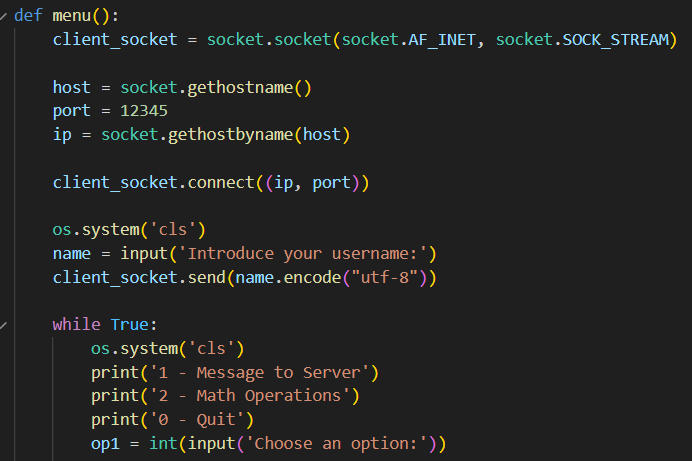 def menu():
    client_socket = socket.socket(socket.AF_INET, socket.SOCK_STREAM)
    host = socket.gethostname()
    port = 12345
    ip = socket.gethostbyname(host)
    client_socket.connect((ip, port))
    os.system('cls')
    name = input('Introduce your username:')
    client_socket.send(name.encode("utf-8"))
    while True:
        os.system('cls')
        print('1 - Message to Server')
        print('2 - Math Operations')
        print('0 - Quit')
        op1 = int(input('Choose an option:'))